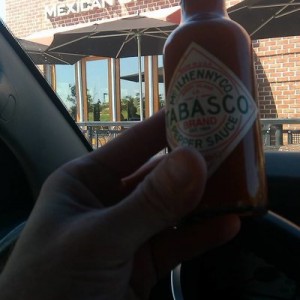 MEXICAN
McILHENNY CO.
TABASCO
BRAND
PEPPER SAUCE